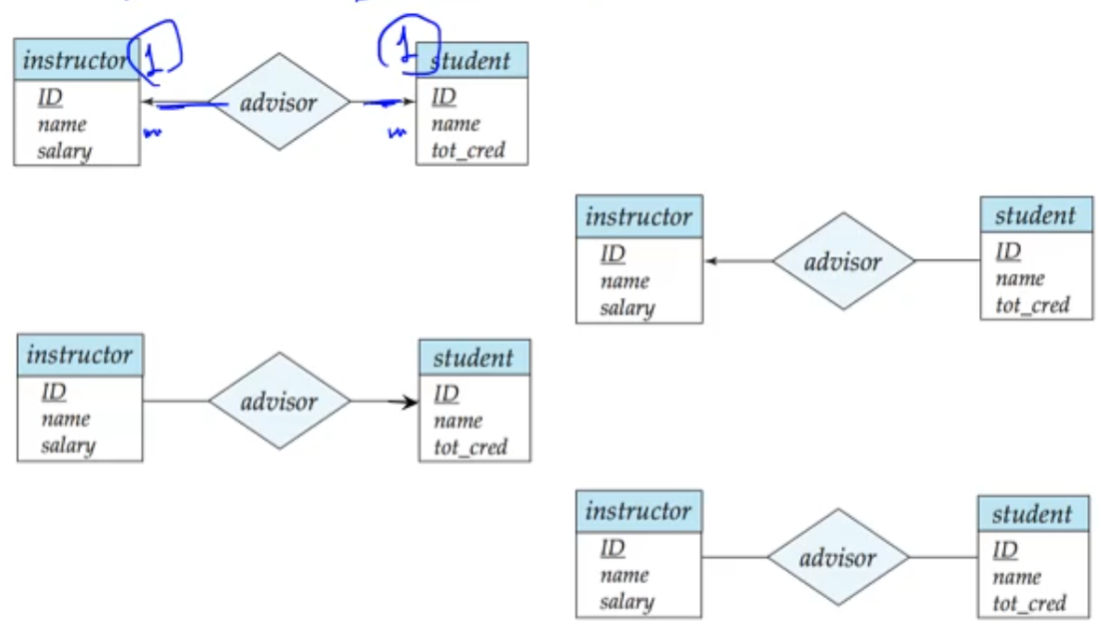 1
1
instructor
ID
name
salary
advisor
student
ID
name
tot_cred
m
m
instructor
ID
name
salary
advisor
student
ID
name
tot_cred
instructor
ID
name
salary
advisor
student
ID
name
tot_cred
instructor
ID
name
salary
advisor
student
ID
name
tot_cred